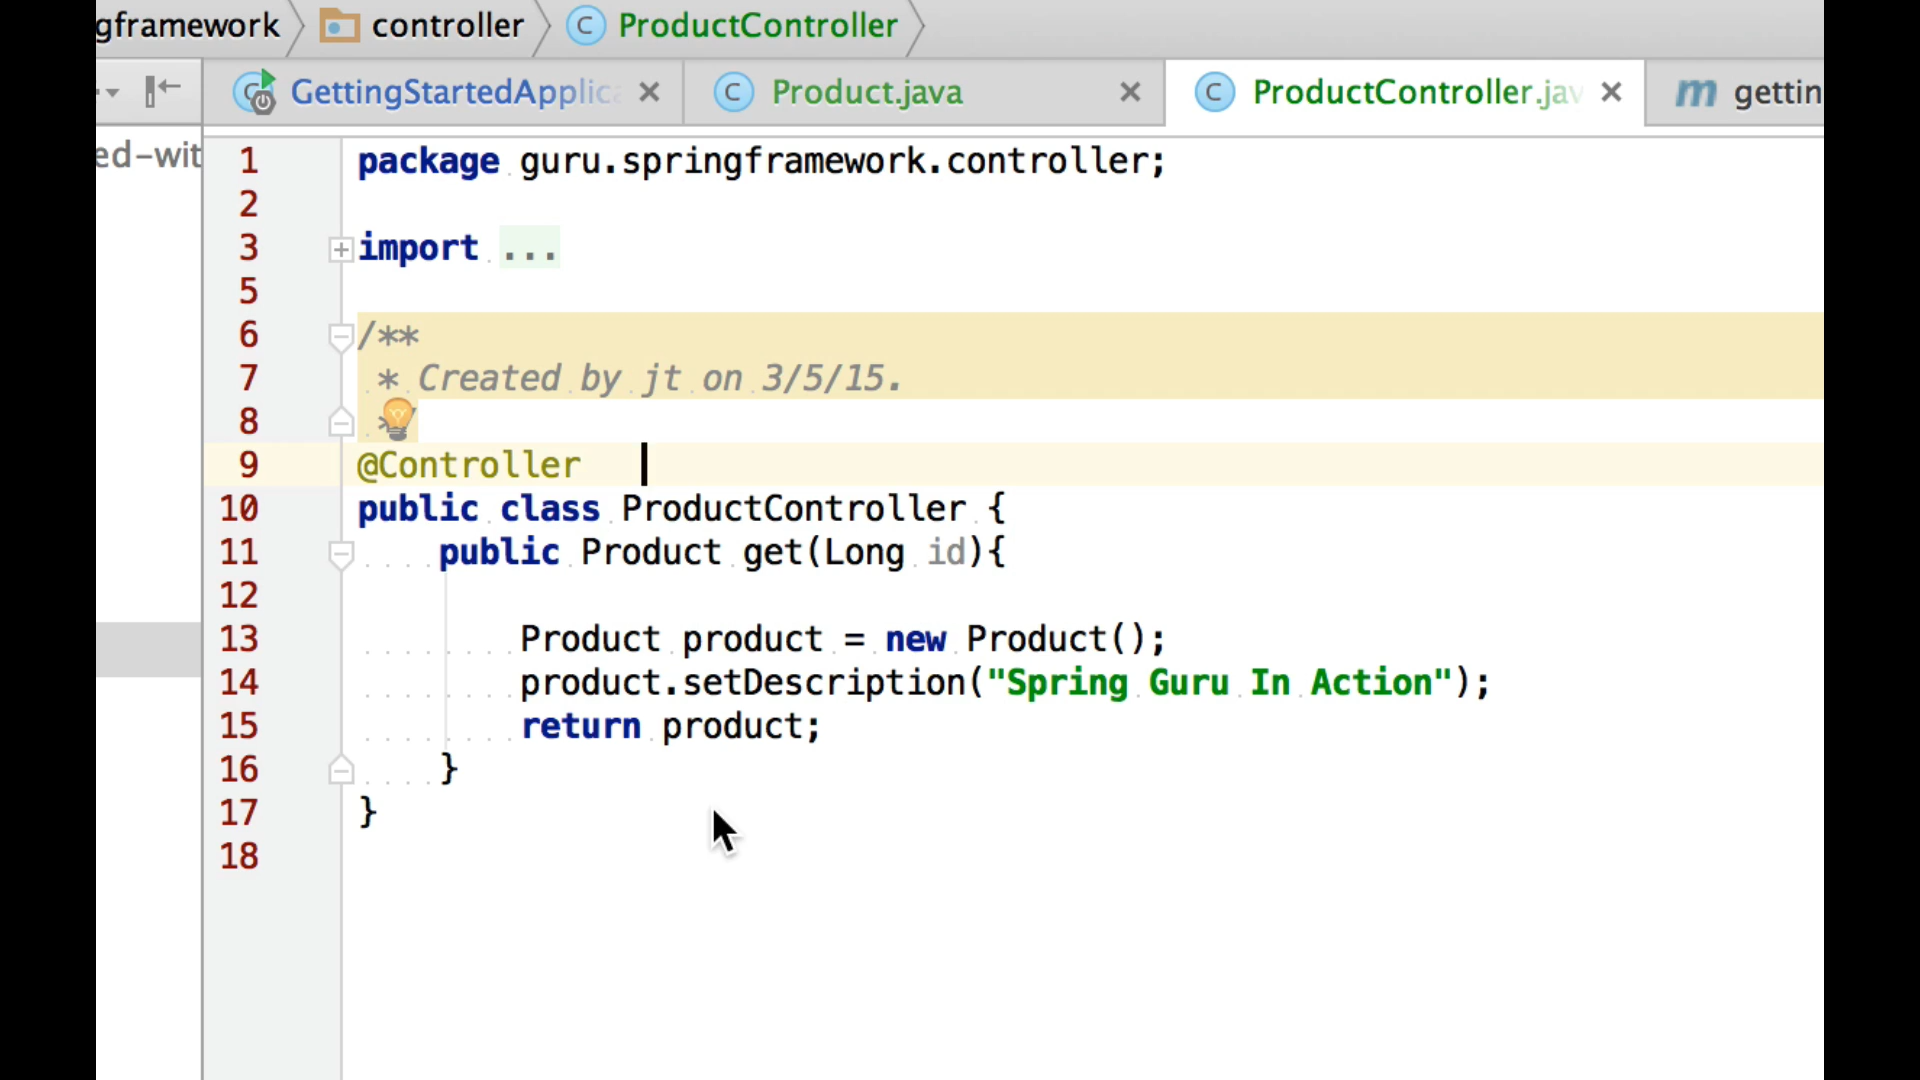 gframework controller C ProductController
GettingStartedApplica Product.java ProductController.jav m gettin
ed-wit
1 package guru.springframework.controller;
2
3 import ...
5
6 /**
7 * Created by jt on 3/5/15.
8 */
9 @Controller
10 public class ProductController {
11 public Product get(Long id){
12
13 Product product = new Product();
14 product.setDescription("Spring Guru In Action");
15 return product;
16 }
17 }
18